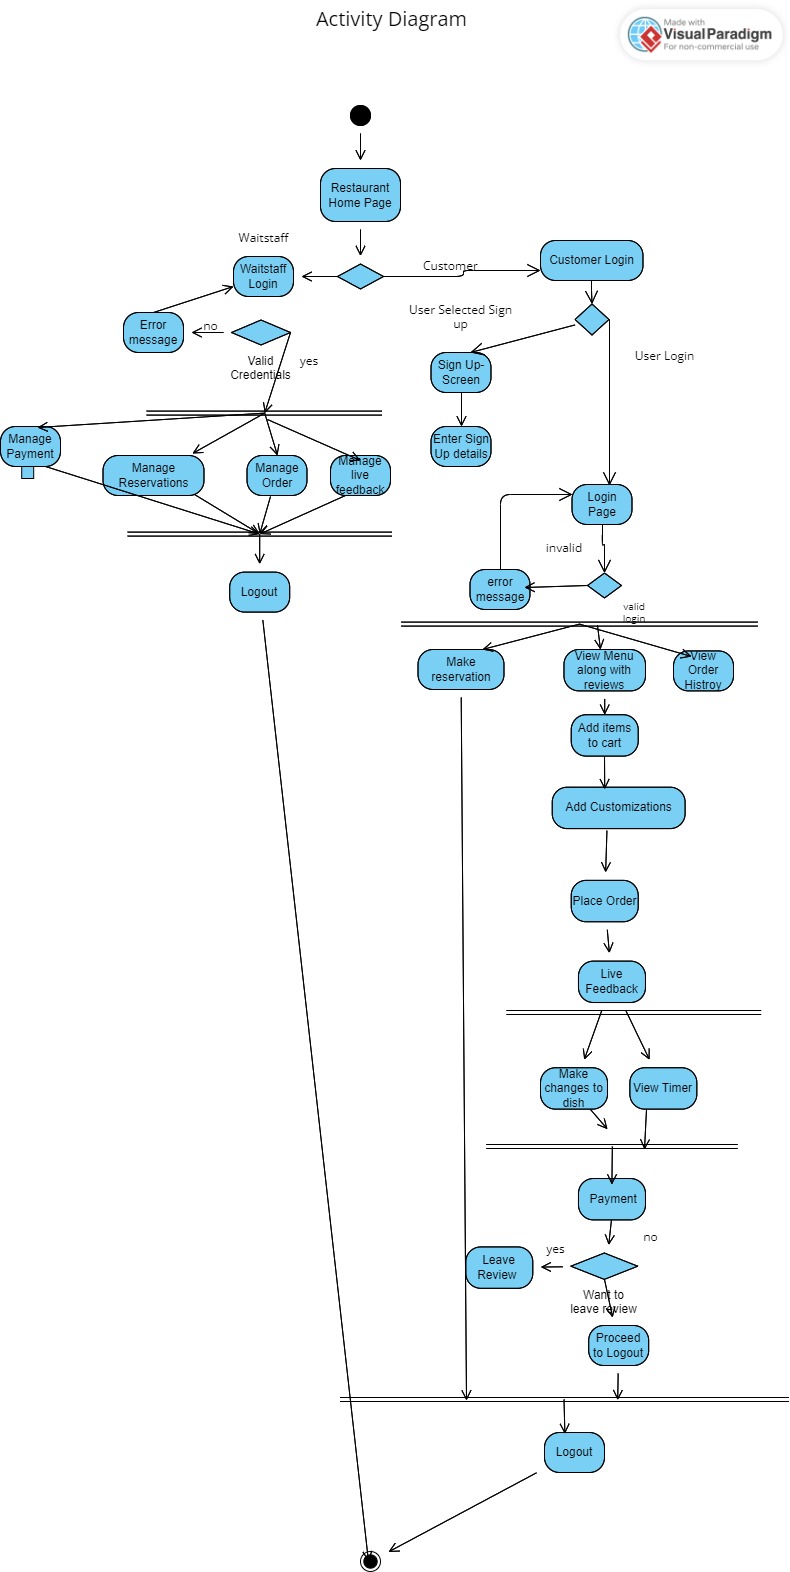 Activity Diagram
Made with
VisualParadigm
For non-commercial use
Restaurant
Home Page
Waitstaff
Waitstaff
Login
Customer
Customer Login
Error
message
no
Valid
Credentials
yes
User Selected Sign
up
User Login
Sign Up-
Screen
Enter Sign
Up details
Manage
Payment
Manage
Reservations
Manage
Order
Manage
live
feedback
Logout
Login
Page
invalid
error
message
valid
login
Make
reservation
View Menu
along with
reviews
View
Order
Histroy
Add items
to cart
Add Customizations
Place Order
Live
Feedback
Make
changes to
dish
View Timer
Payment
no
yes
Leave
Review
Want to
leave review
Proceed
to Logout
Logout